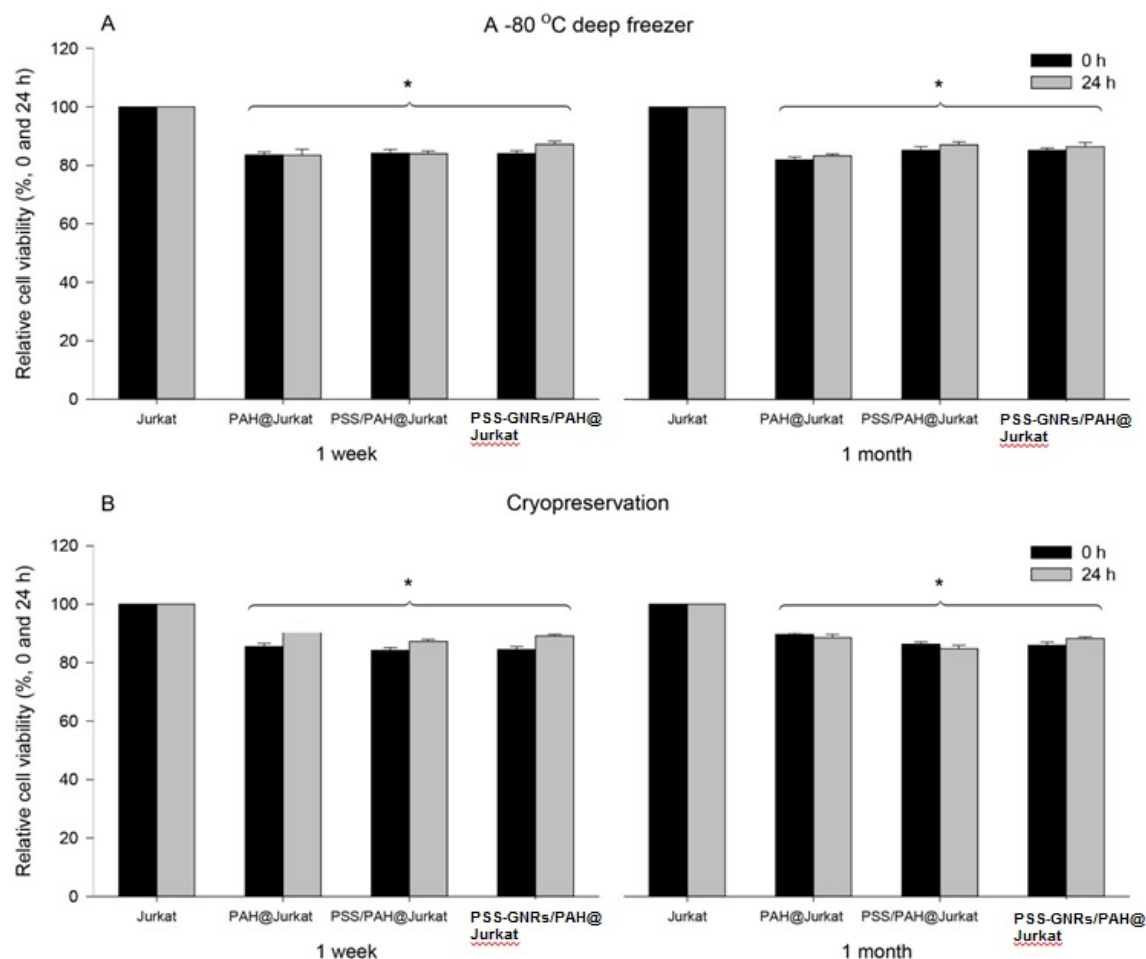 A
A -80 °C deep freezer
Relative cell viability (%, 0 and 24 h)
120
100
80
60
40
20
0
*
*
0 h
24 h
Jurkat
PAH@Jurkat
PSS/PAH@Jurkat
PSS-GNRs/PAH@
Jurkat
1 week
Jurkat
PAH@Jurkat
PSS/PAH@Jurkat
PSS-GNRs/PAH@
Jurkat
1 month
B
Cryopreservation
Relative cell viability (%, 0 and 24 h)
120
100
80
60
40
20
0
*
*
0 h
24 h
Jurkat
PAH@Jurkat
PSS/PAH@Jurkat
PSS-GNRs/PAH@
Jurkat
1 week
Jurkat
PAH@Jurkat
PSS/PAH@Jurkat
PSS-GNRs/PAH@
Jurkat
1 month